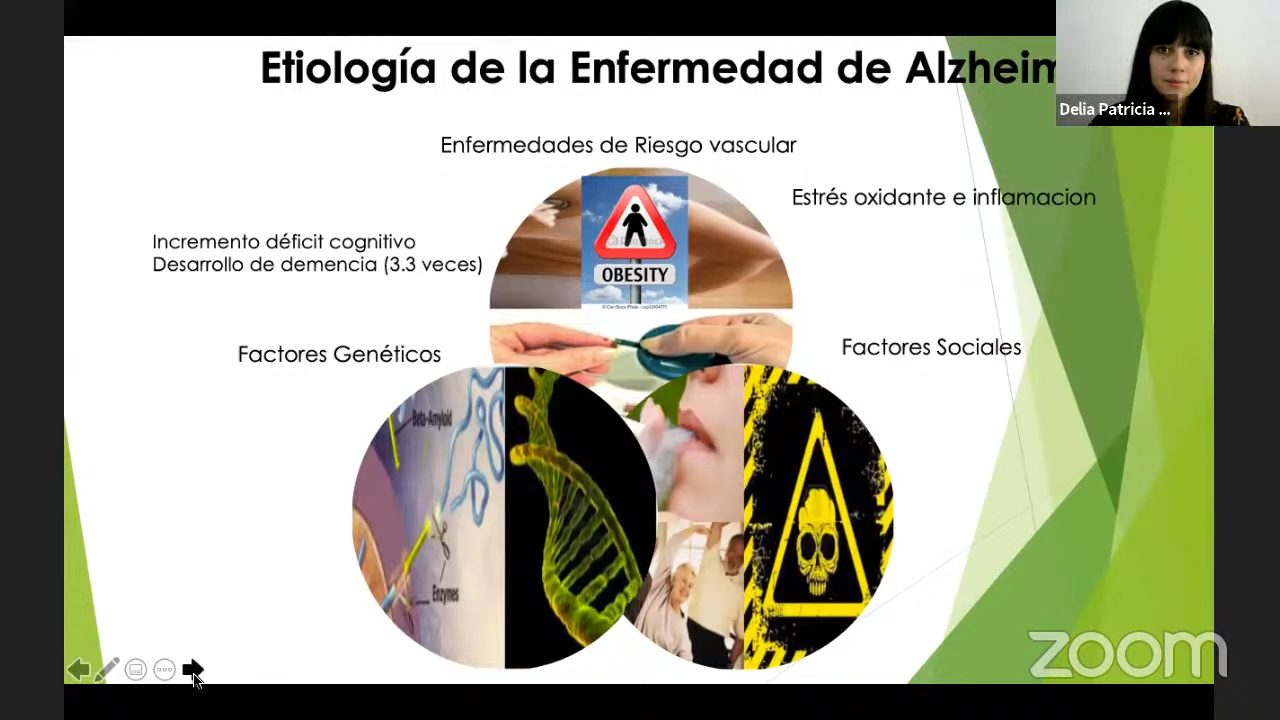 Etiología de la Enfermedad de Alzheim
Delia Patricia ...
Enfermedades de Riesgo vascular
Estrés oxidante e inflamacion
Incremento déficit cognitivo
Desarrollo de demencia (3.3 veces)
OBESITY
Factores Genéticos
Factores Sociales
Beta-Amyloid
Enzymes
zoom